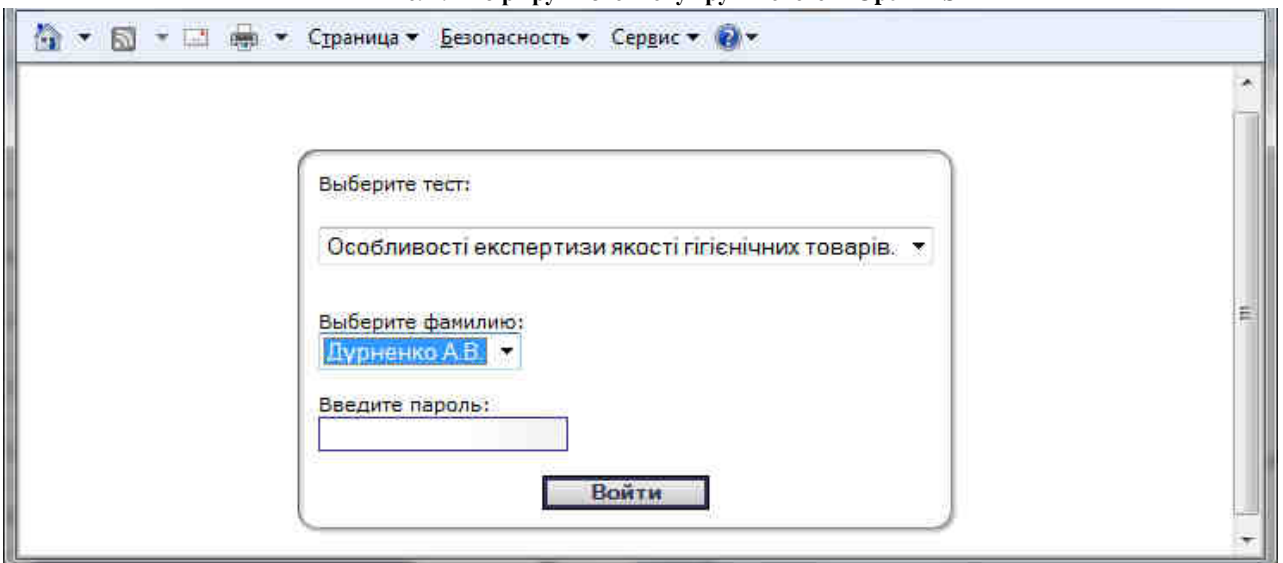 Страница Безопасность Сервис
Выберите тест:
Особливості експертизи якості гігієнічних товарів.
Выберите фамилию:
Дурненко А.В.
Введите пароль:
Войти